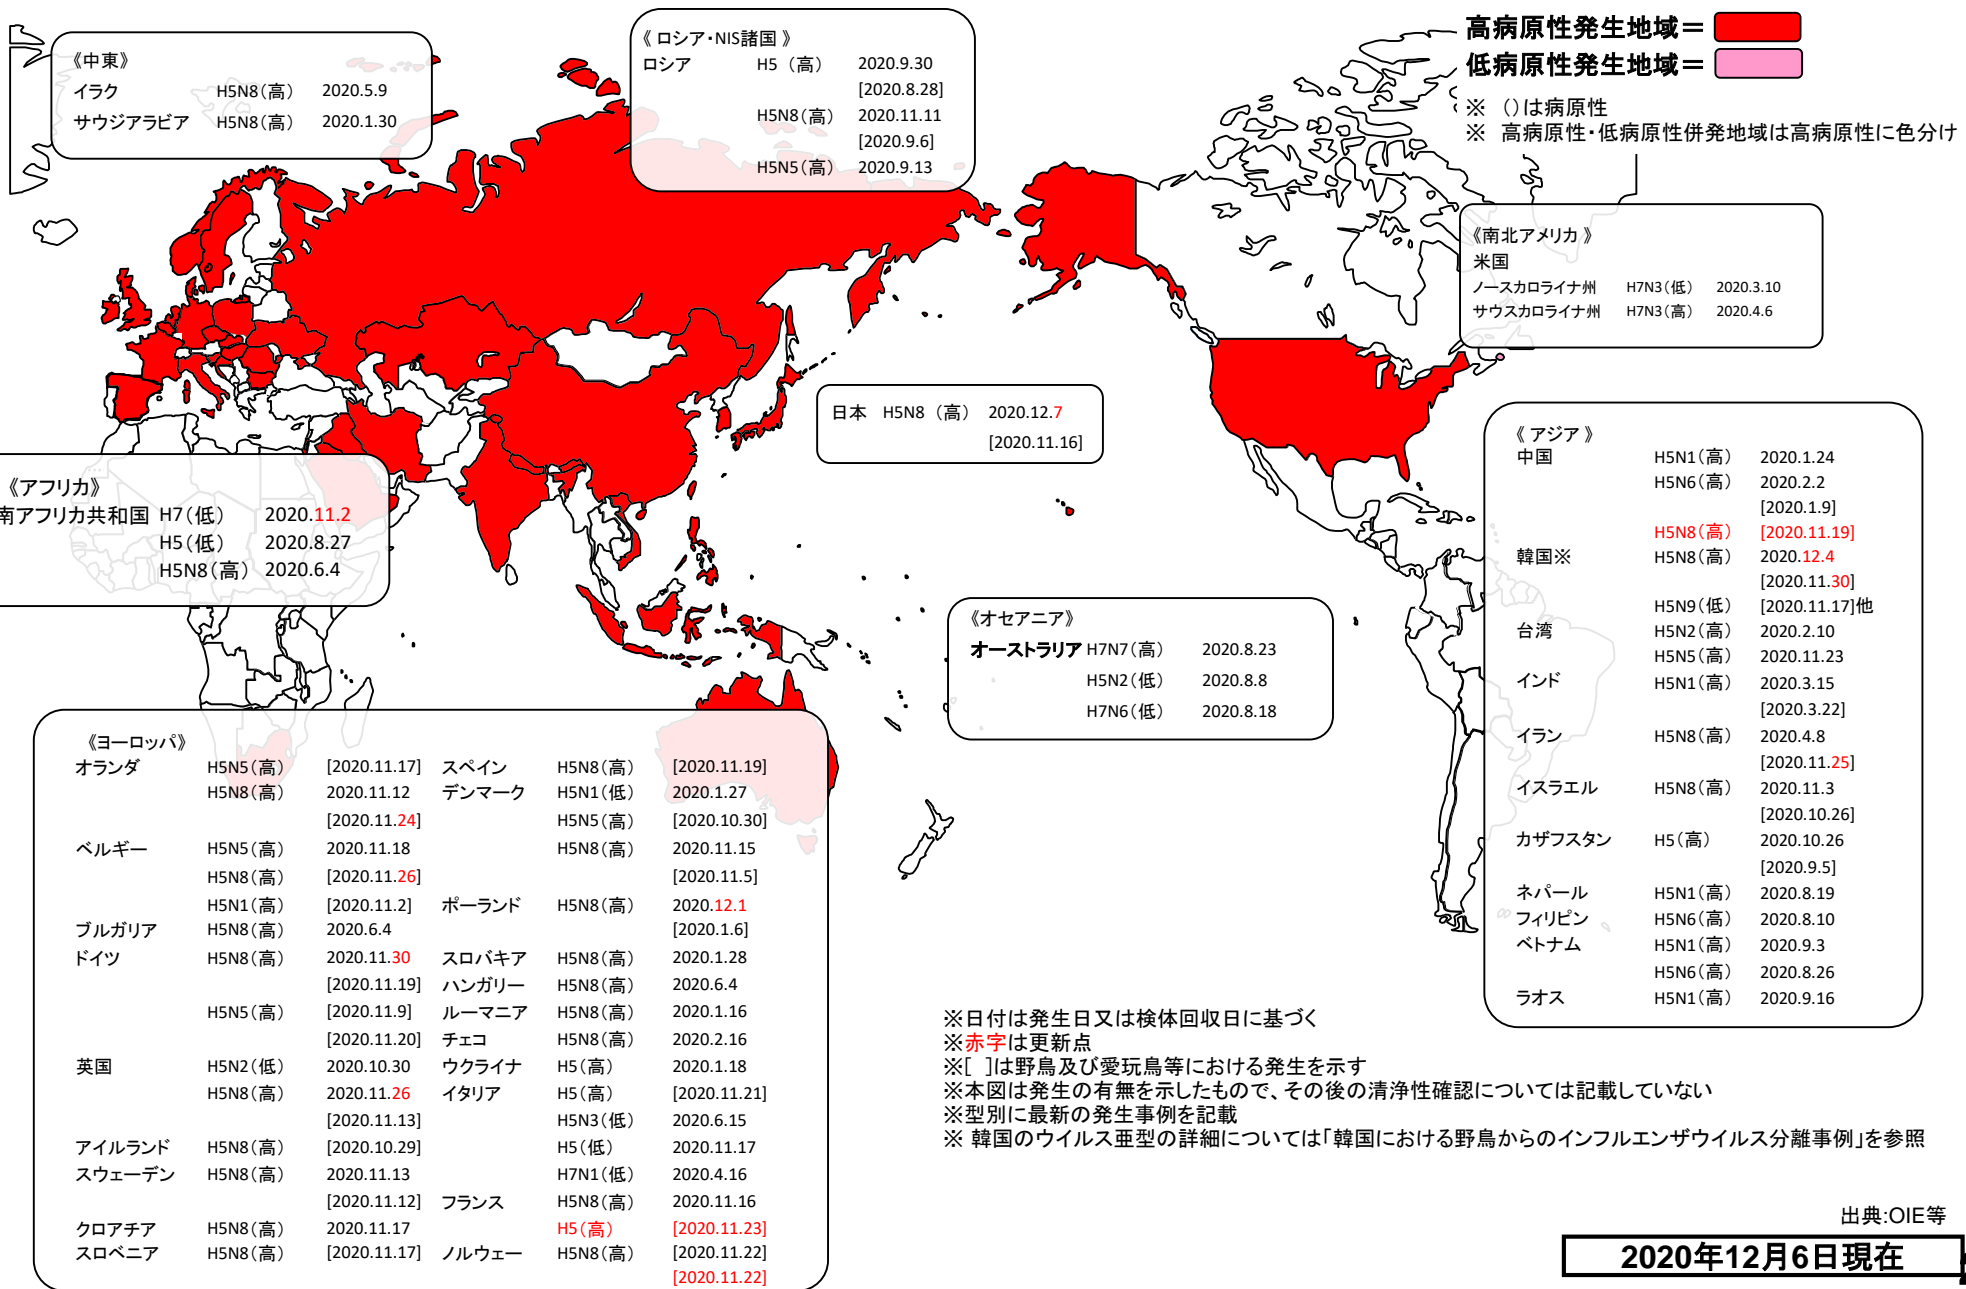 高病原性発生地域＝
低病原性発生地域＝
※ （）は病原性
※ 高病原性・低病原性併発地域は高病原性に色分け
《中東》
イラク H5N8（高） 2020.5.9
サウジアラビア H5N8（高） 2020.1.30
《 ロシア・NIS諸国 》
ロシア H5 （高） 2020.9.30
[2020.8.28]
H5N8（高） 2020.11.11
[2020.9.6]
H5N5（高） 2020.9.13
《南北アメリカ 》
米国
ノースカロライナ州 H7N3（低） 2020.3.10
サウスカロライナ州 H7N3（高） 2020.4.6
日本 H5N8 （高） 2020.12.7
[2020.11.16]
《アフリカ》
南アフリカ共和国 H7（低） 2020.11.2
H5（低） 2020.8.27
H5N8（高） 2020.6.4
《オセアニア》
オーストラリア H7N7（高） 2020.8.23
H5N2（低） 2020.8.8
H7N6（低） 2020.8.18
《 アジア 》
中国 H5N1（高） 2020.1.24
H5N6（高） 2020.2.2
[2020.1.9]
H5N8（高） [2020.11.19]
韓国※ H5N8（高） 2020.12.4
[2020.11.30]
H5N9（低） [2020.11.17]他
台湾 H5N2（高） 2020.2.10
H5N5（高） 2020.11.23
インド H5N1（高） 2020.3.15
[2020.3.22]
イラン H5N8（高） 2020.4.8
[2020.11.25]
イスラエル H5N8（高） 2020.11.3
[2020.10.26]
カザフスタン H5（高） 2020.10.26
[2020.9.5]
ネパール H5N1（高） 2020.8.19
フィリピン H5N6（高） 2020.8.10
ベトナム H5N1（高） 2020.9.3
H5N6（高） 2020.8.26
ラオス H5N1（高） 2020.9.16
《ヨーロッパ》
オランダ H5N5（高） [2020.11.17] スペイン H5N8（高） [2020.11.19]
H5N8（高） 2020.11.12 デンマーク H5N1（低） 2020.1.27
[2020.11.24] H5N5（高） [2020.10.30]
ベルギー H5N5（高） 2020.11.18 H5N8（高） 2020.11.15
H5N8（高） [2020.11.26] [2020.11.5]
H5N1（高） [2020.11.2] ポーランド H5N8（高） 2020.12.1
ブルガリア H5N8（高） 2020.6.4 [2020.1.6]
ドイツ H5N8（高） 2020.11.30 スロバキア H5N8（高） 2020.1.28
[2020.11.19] ハンガリー H5N8（高） 2020.6.4
H5N5（高） [2020.11.9] ルーマニア H5N8（高） 2020.1.16
[2020.11.20] チェコ H5N8（高） 2020.2.16
英国 H5N2（低） 2020.10.30 ウクライナ H5（高） 2020.1.18
H5N8（高） 2020.11.26 イタリア H5（高） [2020.11.21]
[2020.11.13] H5N3（低） 2020.6.15
アイルランド H5N8（高） [2020.10.29] H5（低） 2020.11.17
スウェーデン H5N8（高） 2020.11.13 H7N1（低） 2020.4.16
[2020.11.12] フランス H5N8（高） 2020.11.16
クロアチア H5N8（高） 2020.11.17 H5（高） [2020.11.23]
スロベニア H5N8（高） [2020.11.17] ノルウェー H5N8（高） [2020.11.22]
[2020.11.22]
※日付は発生日又は検体回収日に基づく
※赤字は更新点
※[ ]は野鳥及び愛玩鳥等における発生を示す
※本図は発生の有無を示したもので、その後の清浄性確認については記載していない
※型別に最新の発生事例を記載
※ 韓国のウイルス亜型の詳細については「韓国における野鳥からのインフルエンザウイルス分離事例」を参照
出典:OIE等
2020年12月6日現在